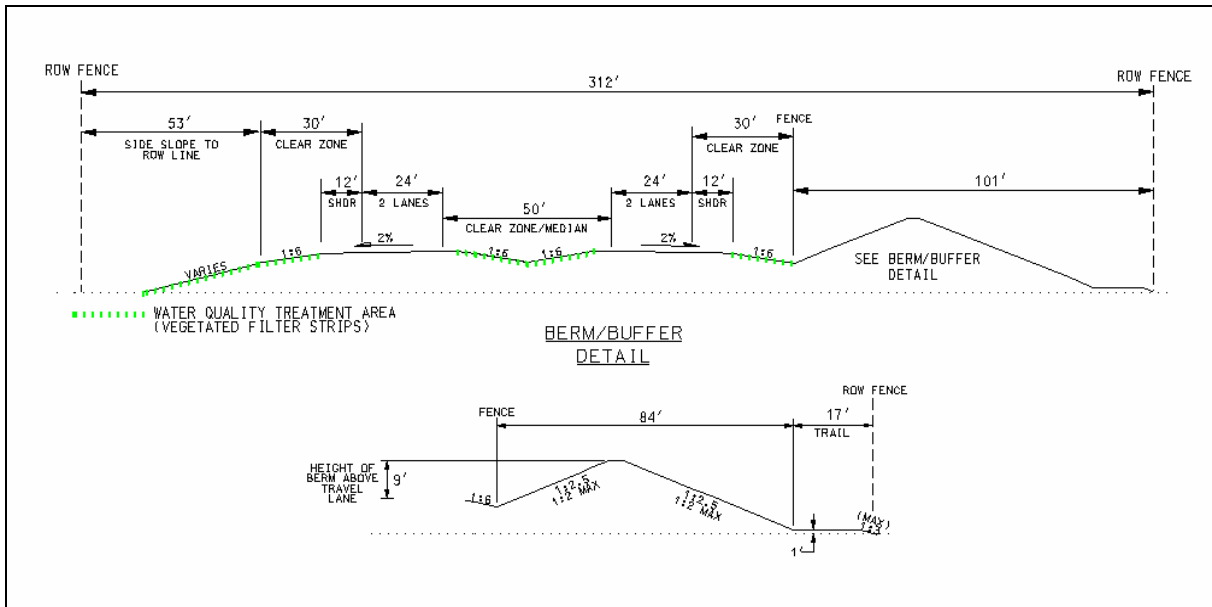 ROW FENCE
ROW FENCE
312'
53'
30'
30'
FENCE
SIDE SLOPE TO
ROW LINE
CLEAR ZONE
CLEAR ZONE
12'
24'
24'
12'
101'
SHDR
2 LANES
50'
2 LANES
SHDR
CLEAR ZONE/MEDIAN
2%
2%
VARIES
1:6
1:6
1:6
1:6
SEE BERM/BUFFER
DETAIL
WATER QUALITY TREATMENT AREA
(VEGETATED FILTER STRIPS)
BERM/BUFFER
DETAIL
ROW FENCE
FENCE
84'
17'
TRAIL
HEIGHT OF
BERM ABOVE
TRAVEL
LANE
9'
1:6
1:2.5
1:2 MAX
1:2.5
1:2 MAX
(MAX)
1:3
1'